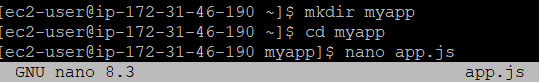 [ec2-user@ip-172-31-46-190 ~]$ mkdir myapp
[ec2-user@ip-172-31-46-190 ~]$ cd myapp
[ec2-user@ip-172-31-46-190 myapp]$ nano app.js
GNU nano 8.3 app.js